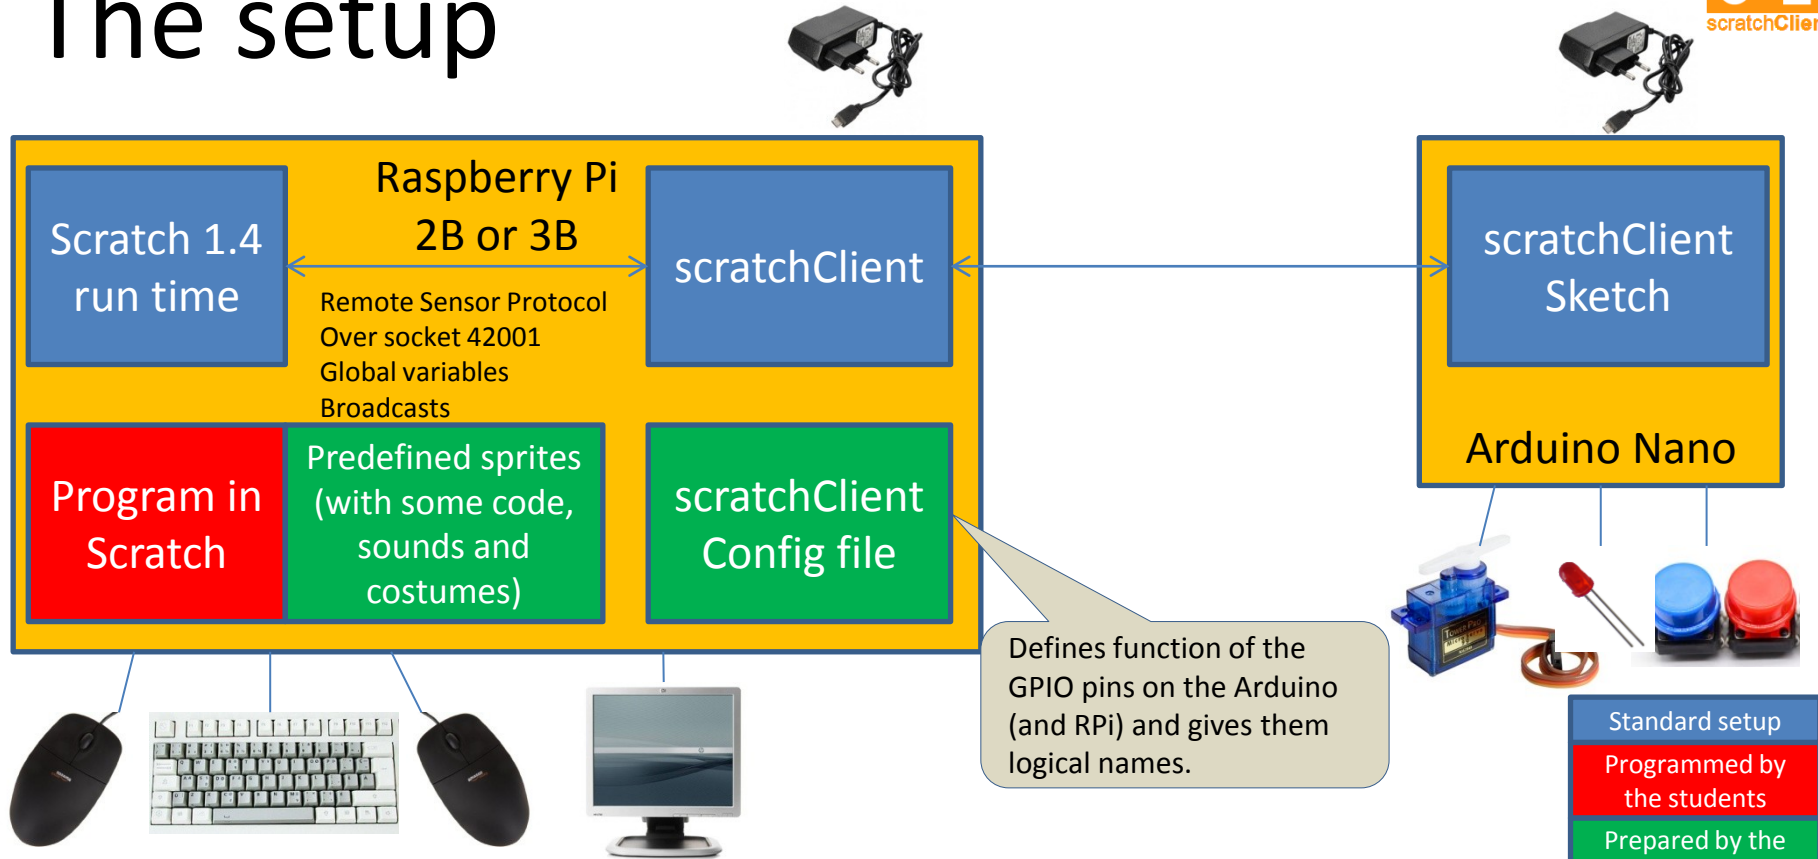 The setup
scratchClien
Raspberry Pi
2B or 3B
Scratch 1.4
run time
scratchClient
Remote Sensor Protocol
Over socket 42001
Global variables
Broadcasts
Program in
Scratch
Predefined sprites
(with some code,
sounds and
costumes)
scratchClient
Config file
scratchClient
Sketch
Arduino Nano
Defines function of the
GPIO pins on the Arduino
(and RPi) and gives them
logical names.
Standard setup
Programmed by
the students
Prepared by the